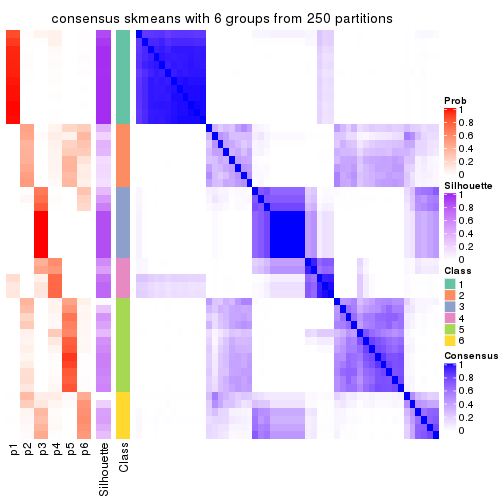 consensus skmeans with 6 groups from 250 partitions
Prob
1
0.8
0.6
0.4
0.2
0
Silhouette
1
0.8
0.6
0.4
0.2
0
Class
1
2
3
4
5
6
Consensus
1
0.8
0.6
0.4
0.2
0
p1
p2
p3
p4
p5
p6
Silhouette
Class